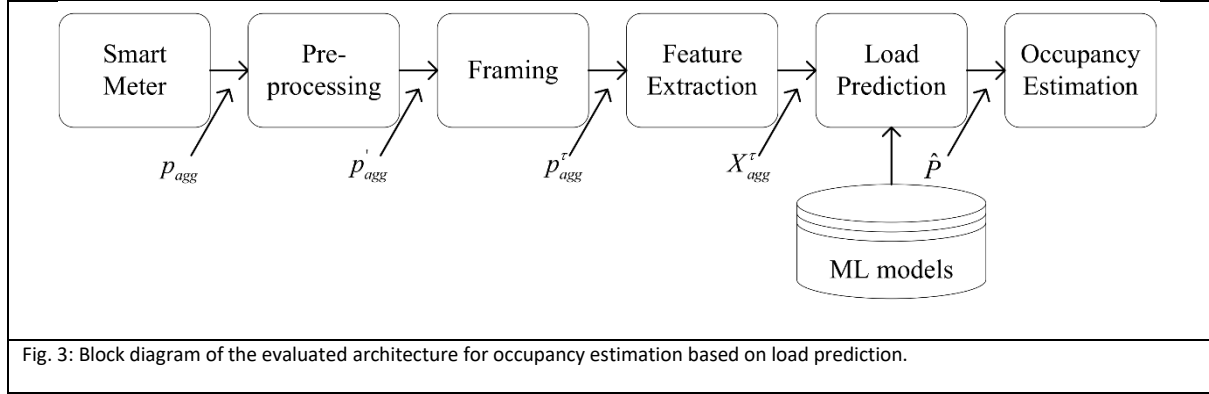 Smart
Meter
Pre-
processing
Framing
Feature
Extraction
Load
Prediction
Occupancy
Estimation
p_agg
p'_agg
p^τ_agg
X^τ_agg
P̂
ML models
Fig. 3: Block diagram of the evaluated architecture for occupancy estimation based on load prediction.